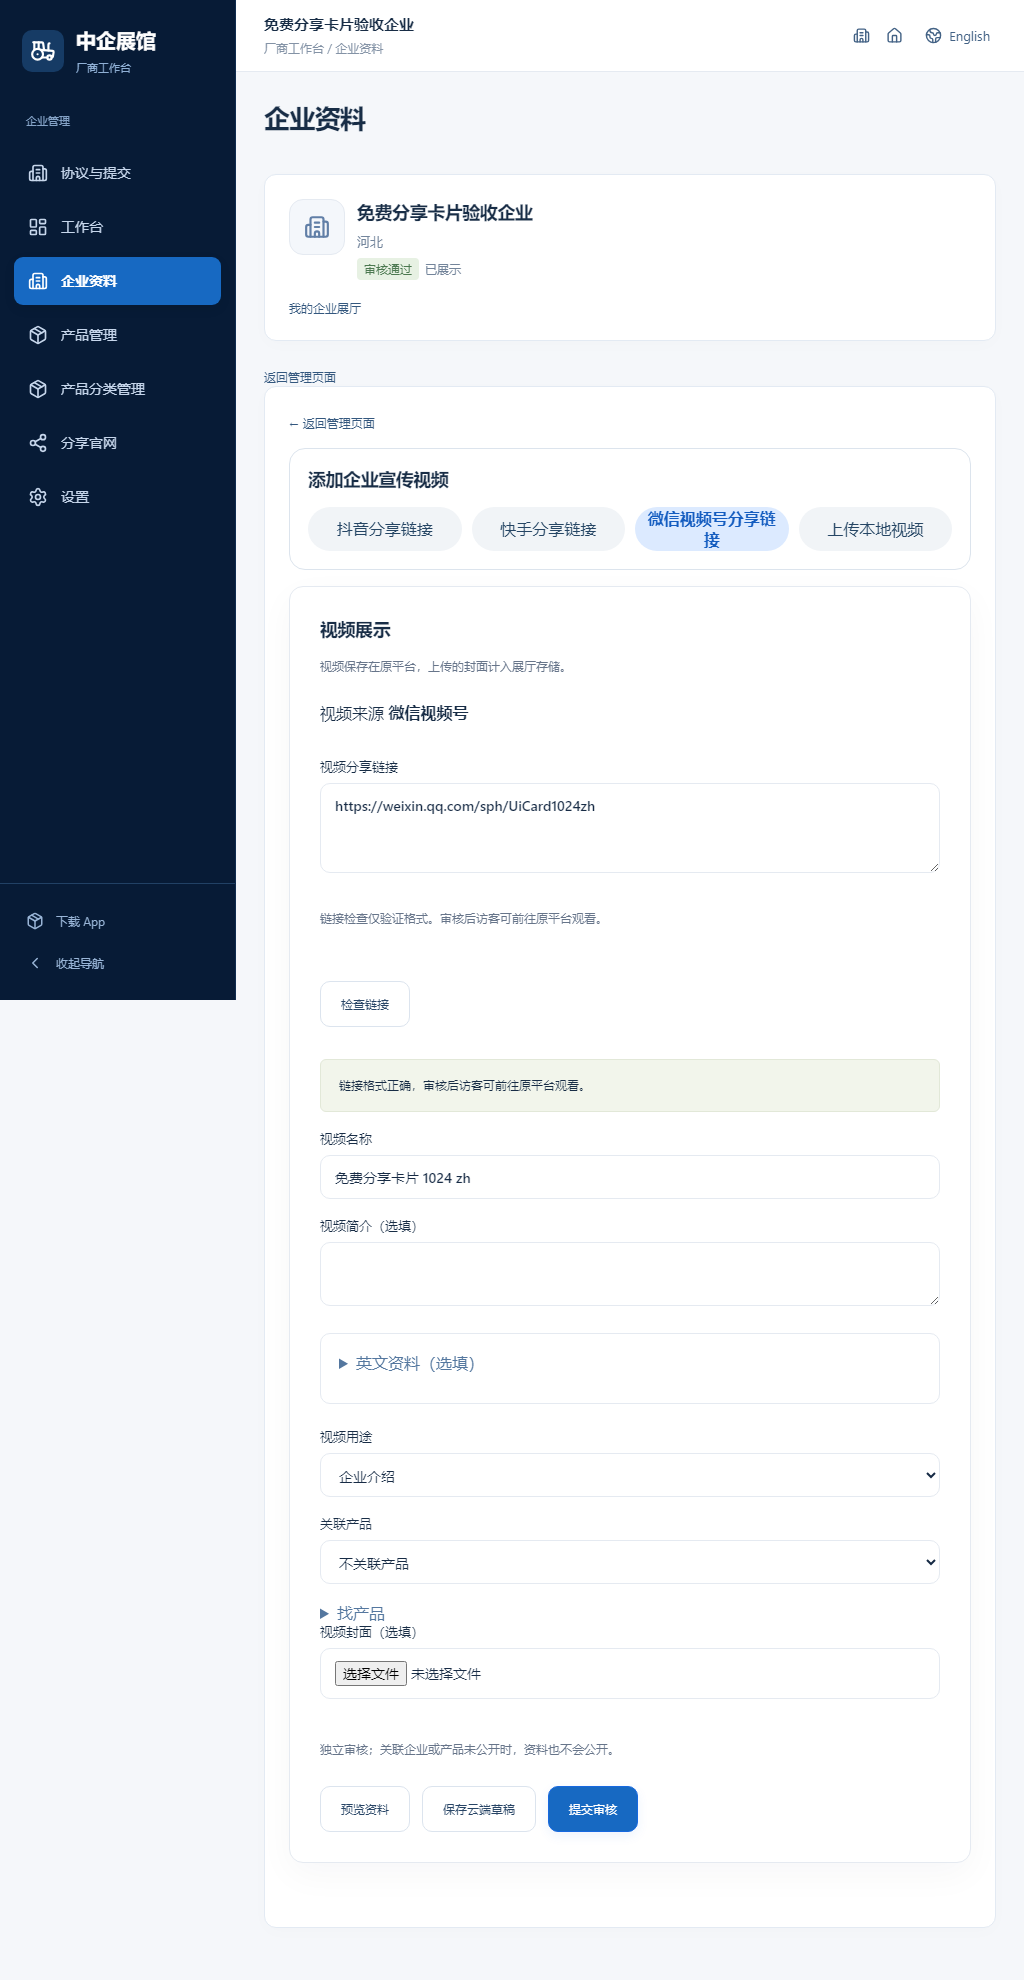 中企展馆
厂商工作台
企业管理
协议与提交
工作台
企业资料
产品管理
产品分类管理
分享官网
设置
下载 App
收起导航
免费分享卡片验收企业
厂商工作台 / 企业资料
English
企业资料
免费分享卡片验收企业
河北
审核通过 已展示
我的企业展厅
返回管理页面
← 返回管理页面
添加企业宣传视频
抖音分享链接
快手分享链接
微信视频号分享链
接
上传本地视频
视频展示
视频保存在原平台，上传的封面计入展厅存储。
视频来源 微信视频号
视频分享链接
https://weixin.qq.com/sph/UiCard1024zh
链接检查仅验证格式。审核后访客可前往原平台观看。
检查链接
链接格式正确，审核后访客可前往原平台观看。
视频名称
免费分享卡片 1024 zh
视频简介（选填）
英文资料（选填）
视频用途
企业介绍
关联产品
不关联产品
找产品
视频封面（选填）
选择文件 未选择文件
独立审核；关联企业或产品未公开时，资料也不会公开。
预览资料
保存云端草稿
提交审核